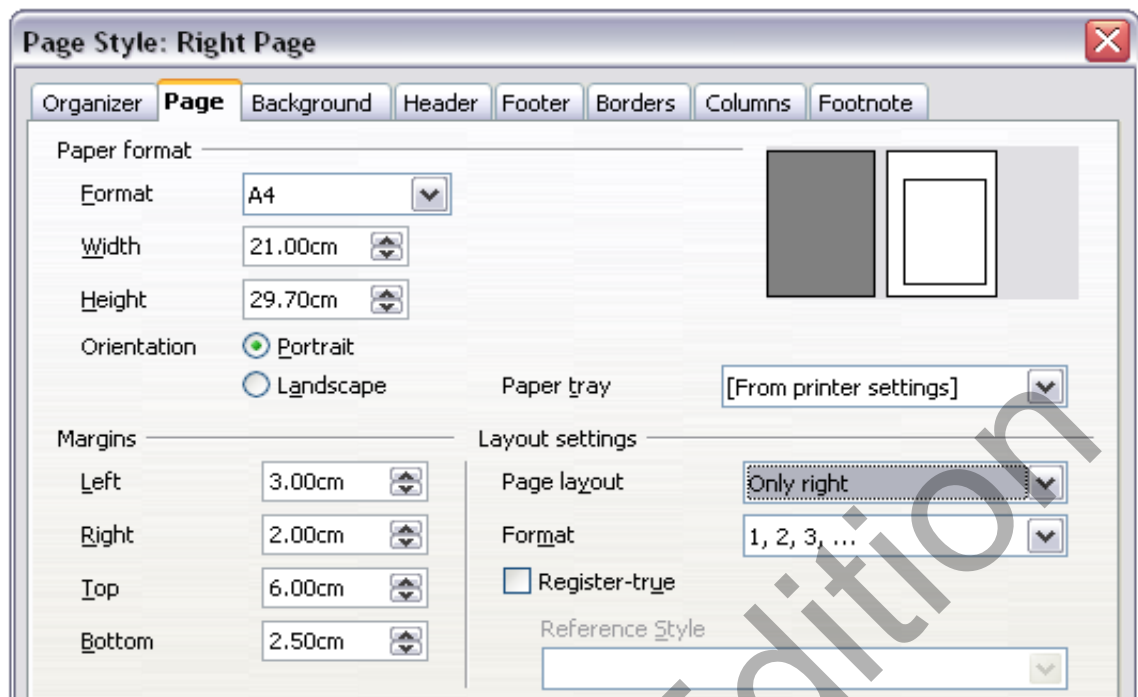 Page Style: Right Page
Organizer Page Background Header Footer Borders Columns Footnote
Paper format
Format A4
Width 21.00cm
Height 29.70cm
Orientation Portrait
Landscape Paper tray [From printer settings]
Margins Layout settings
Left 3.00cm Page layout Only right
Right 2.00cm Format 1, 2, 3, ...
Top 6.00cm Register-true
Bottom 2.50cm Reference Style
dition